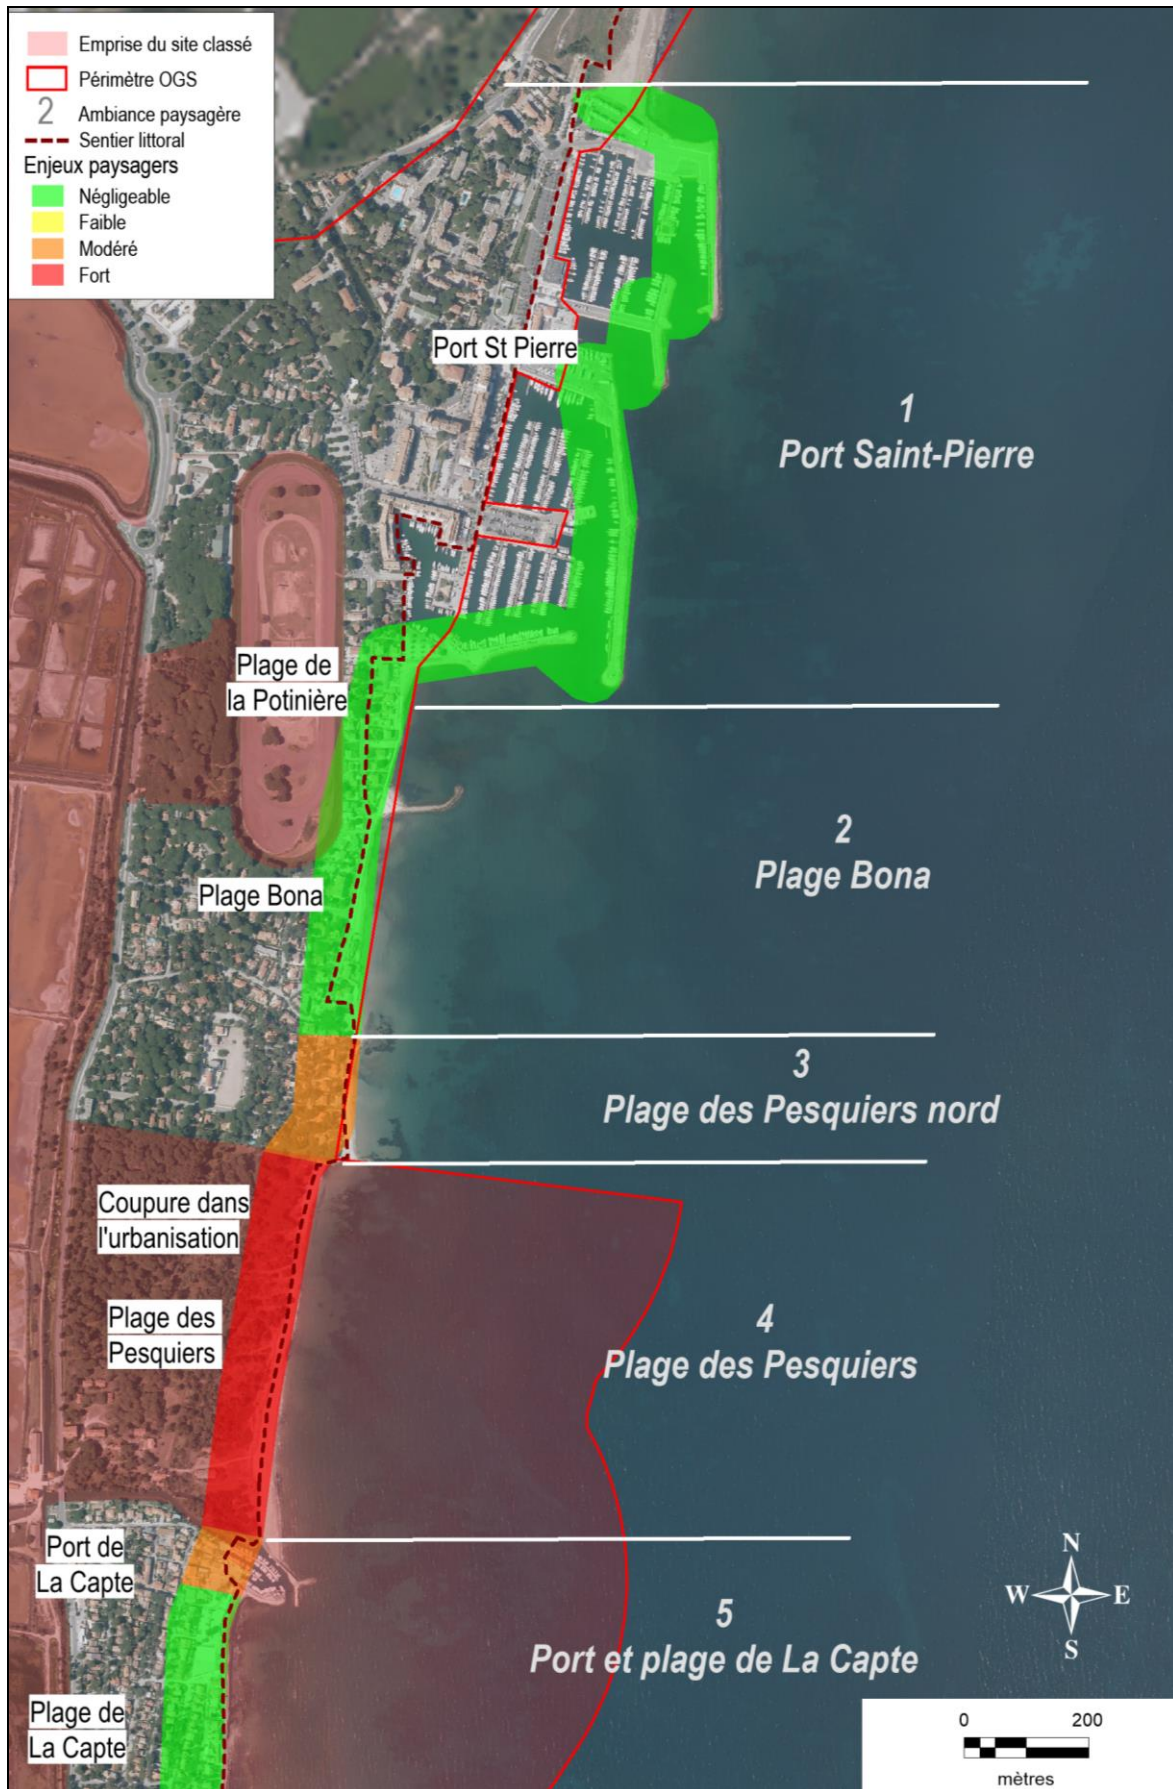 Emprise du site classé
Périmètre OGS
2 Ambiance paysagère
Sentier littoral
Enjeux paysagers
Négligeable
Faible
Modéré
Fort
Port St Pierre
1
Port Saint-Pierre
Plage de
la Potinière
2
Plage Bona
Plage Bona
3
Plage des Pesquiers nord
Coupure dans
l'urbanisation
Plage des
Pesquiers
4
Plage des Pesquiers
Port de
La Capte
N
W E
S
5
Port et plage de La Capte
Plage de
La Capte
0 200
mètres